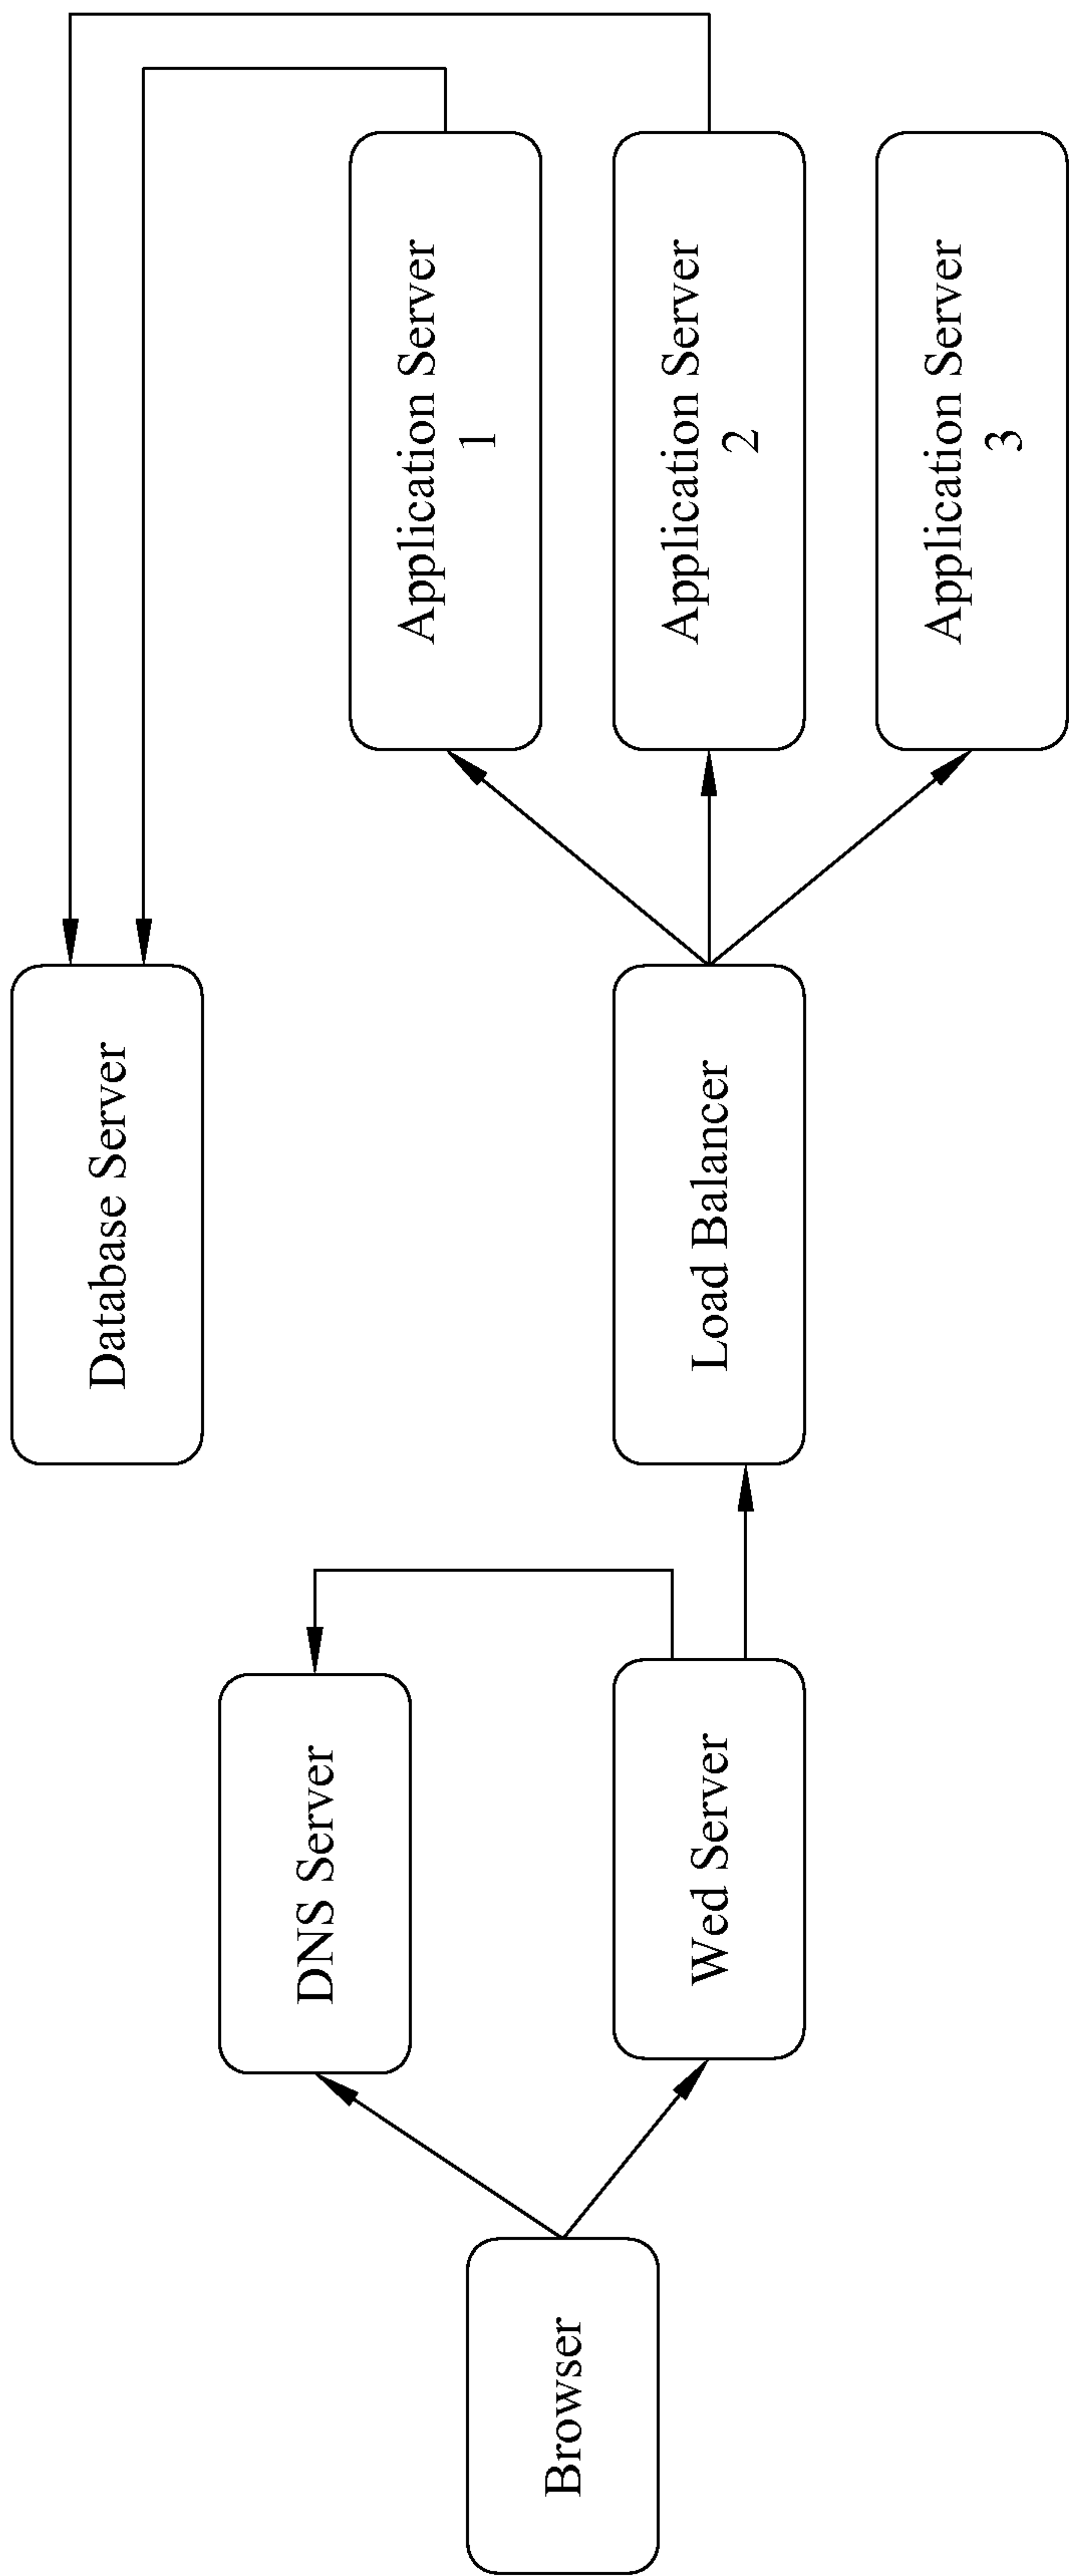 Browser
DNS Server
Wed Server
Database Server
Load Balancer
Application Server
1
Application Server
2
Application Server
3